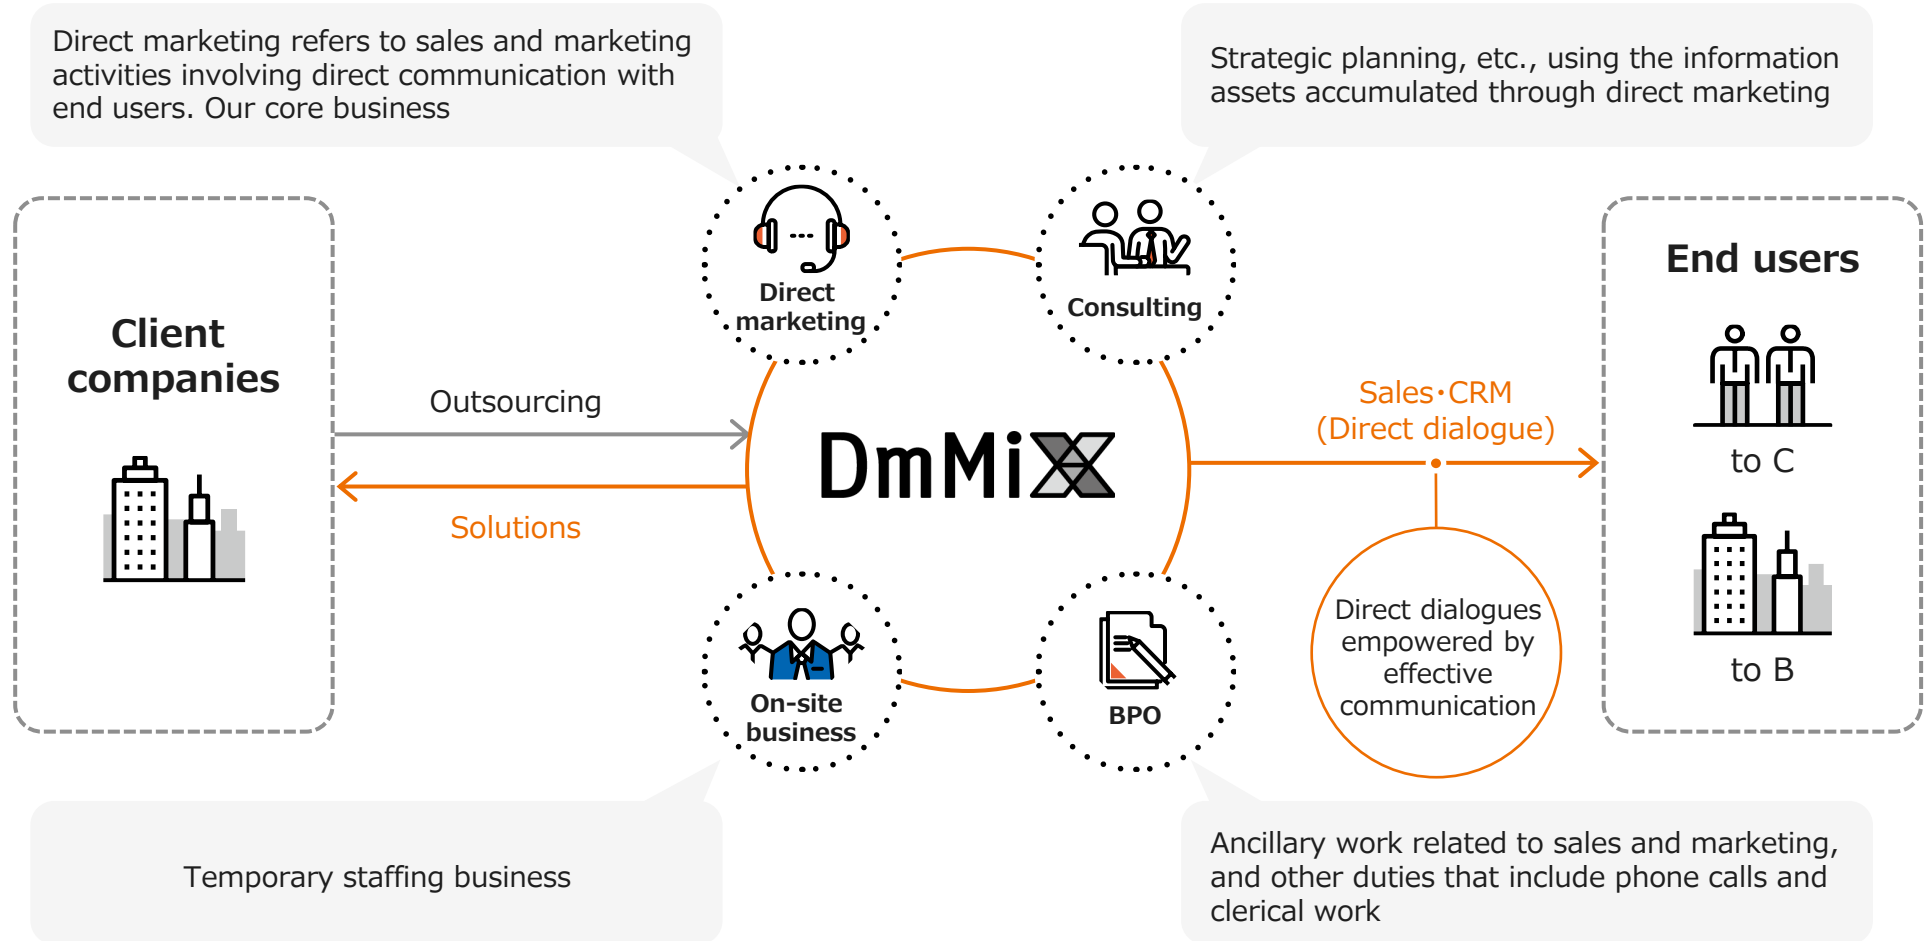 Direct marketing refers to sales and marketing
activities involving direct communication with
end users. Our core business
Strategic planning, etc., using the information
assets accumulated through direct marketing
Client
companies
Outsourcing
Solutions
Direct
marketing
Consulting
DmMiX
On-site
business
BPO
Sales・CRM
(Direct dialogue)
Direct dialogues
empowered by
effective
communication
End users
to C
to B
Temporary staffing business
Ancillary work related to sales and marketing,
and other duties that include phone calls and
clerical work